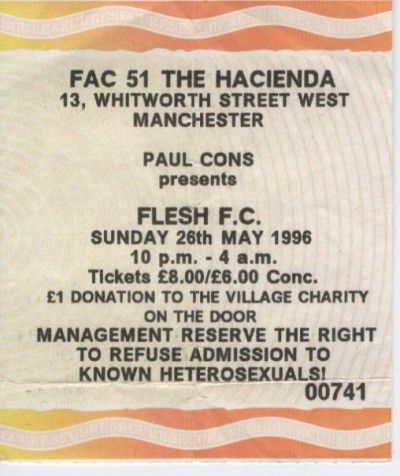 FAC 51 THE HACIENDA
13, WHITWORTH STREET WEST
MANCHESTER
PAUL CONS
presents
FLESH F.C.
SUNDAY 26th MAY 1996
10 p.m. - 4 a.m.
Tickets £8.00/£6.00 Conc.
£1 DONATION TO THE VILLAGE CHARITY
ON THE DOOR
MANAGEMENT RESERVE THE RIGHT
TO REFUSE ADMISSION TO
KNOWN HETEROSEXUALS!
00741